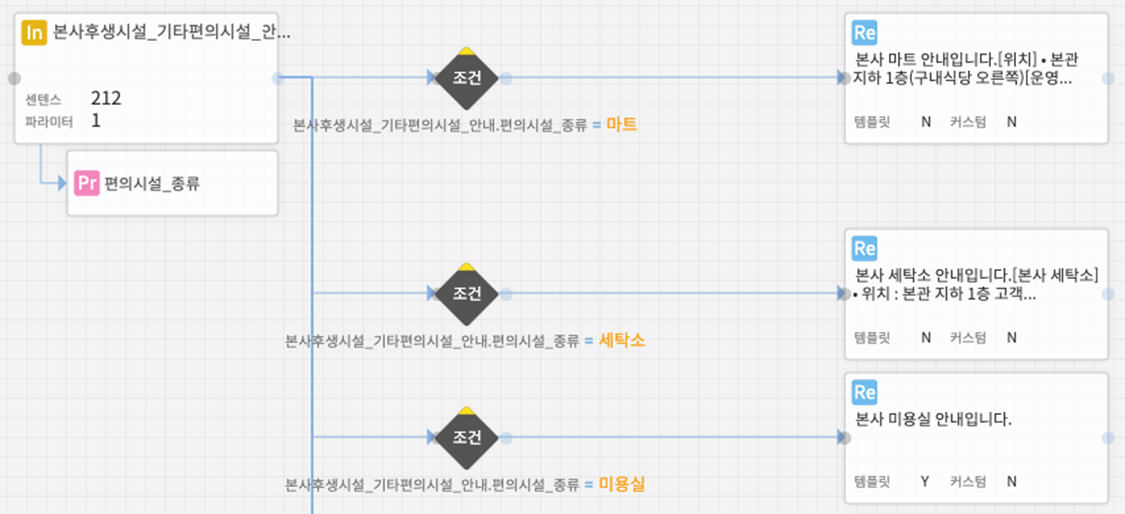 In 본사후생시설_기타편의시설_안...
센텐스 212
파라미터 1
Pr 편의시설_종류
조건
본사후생시설_기타편의시설_안내.편의시설_종류 = 마트
Re
본사 마트 안내입니다.[위치] • 본관
지하 1층(구내식당 오른쪽)[운영...
템플릿 N 커스텀 N
조건
본사후생시설_기타편의시설_안내.편의시설_종류 = 세탁소
Re
본사 세탁소 안내입니다.[본사 세탁소]
• 위치 : 본관 지하 1층 고객...
템플릿 N 커스텀 N
조건
본사후생시설_기타편의시설_안내.편의시설_종류 = 미용실
Re
본사 미용실 안내입니다.
템플릿 Y 커스텀 N